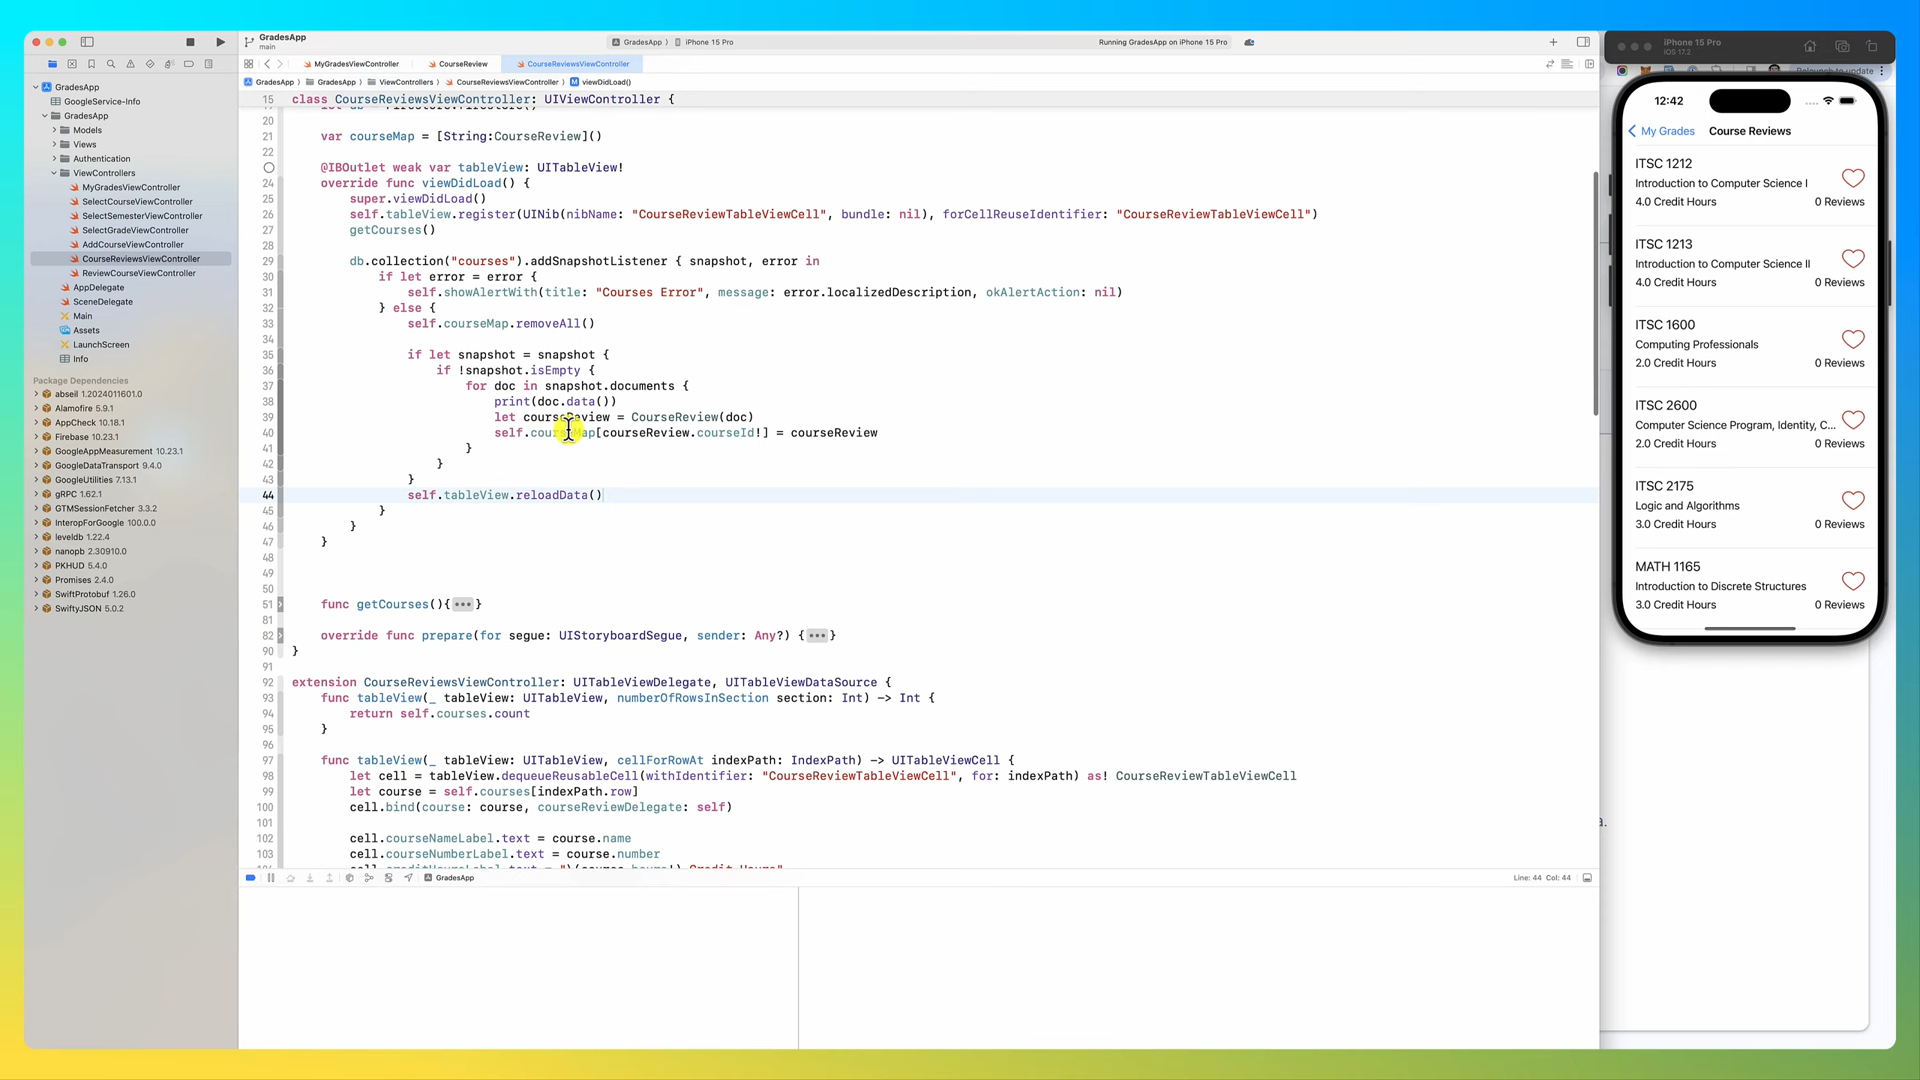 GradesApp
main
GradesApp
iPhone 15 Pro
Running GradesApp on iPhone 15 Pro
MyGradesViewController
CourseReview
CourseReviewsViewController
GradesApp
GradesApp
ViewControllers
CourseReviewsViewController
viewDidLoad()
GradesApp
GoogleService-Info
GradesApp
Models
Views
Authentication
ViewControllers
MyGradesViewController
SelectCourseViewController
SelectSemesterViewController
SelectGradeViewController
AddCourseViewController
CourseReviewsViewController
ReviewCourseViewController
AppDelegate
SceneDelegate
Main
Assets
LaunchScreen
Info
Package Dependencies
abseil 1.2024011601.0
Alamofire 5.9.1
AppCheck 10.18.1
Firebase 10.23.1
GoogleAppMeasurement 10.23.1
GoogleDataTransport 9.4.0
GoogleUtilities 7.13.1
gRPC 1.62.1
GTMSessionFetcher 3.3.2
InteropForGoogle 100.0.0
leveldb 1.22.4
nanopb 2.30910.0
PKHUD 5.4.0
Promises 2.4.0
SwiftProtobuf 1.26.0
SwiftyJSON 5.0.2
15 class CourseReviewsViewController: UIViewController {
20
21 var courseMap = [String:CourseReview]()
22
@IBOutlet weak var tableView: UITableView!
24 override func viewDidLoad() {
25 super.viewDidLoad()
26 self.tableView.register(UINib(nibName: "CourseReviewTableViewCell", bundle: nil), forCellReuseIdentifier: "CourseReviewTableViewCell")
27 getCourses()
28
29 db.collection("courses").addSnapshotListener { snapshot, error in
30 if let error = error {
31 self.showAlertWith(title: "Courses Error", message: error.localizedDescription, okAlertAction: nil)
32 } else {
33 self.courseMap.removeAll()
34
35 if let snapshot = snapshot {
36 if !snapshot.isEmpty {
37 for doc in snapshot.documents {
38 print(doc.data())
39 let courseReview = CourseReview(doc)
40 self.courseMap[courseReview.courseId!] = courseReview
41 }
42 }
43 }
44 self.tableView.reloadData()
45 }
46 }
47 }
48
49
50
51 func getCourses(){•••}
81
82 override func prepare(for segue: UIStoryboardSegue, sender: Any?) {•••}
90 }
91
92 extension CourseReviewsViewController: UITableViewDelegate, UITableViewDataSource {
93 func tableView(_ tableView: UITableView, numberOfRowsInSection section: Int) -> Int {
94 return self.courses.count
95 }
96
97 func tableView(_ tableView: UITableView, cellForRowAt indexPath: IndexPath) -> UITableViewCell {
98 let cell = tableView.dequeueReusableCell(withIdentifier: "CourseReviewTableViewCell", for: indexPath) as! CourseReviewTableViewCell
99 let course = self.courses[indexPath.row]
100 cell.bind(course: course, courseReviewDelegate: self)
101
102 cell.courseNameLabel.text = course.name
103 cell.courseNumberLabel.text = course.number
GradesApp
Line: 44 Col: 44
iPhone 15 Pro
iOS 17.2
12:42
My Grades
Course Reviews
ITSC 1212
Introduction to Computer Science I
4.0 Credit Hours
0 Reviews
ITSC 1213
Introduction to Computer Science II
4.0 Credit Hours
0 Reviews
ITSC 1600
Computing Professionals
2.0 Credit Hours
0 Reviews
ITSC 2600
Computer Science Program, Identity, C...
2.0 Credit Hours
0 Reviews
ITSC 2175
Logic and Algorithms
3.0 Credit Hours
0 Reviews
MATH 1165
Introduction to Discrete Structures
3.0 Credit Hours
0 Reviews
a.